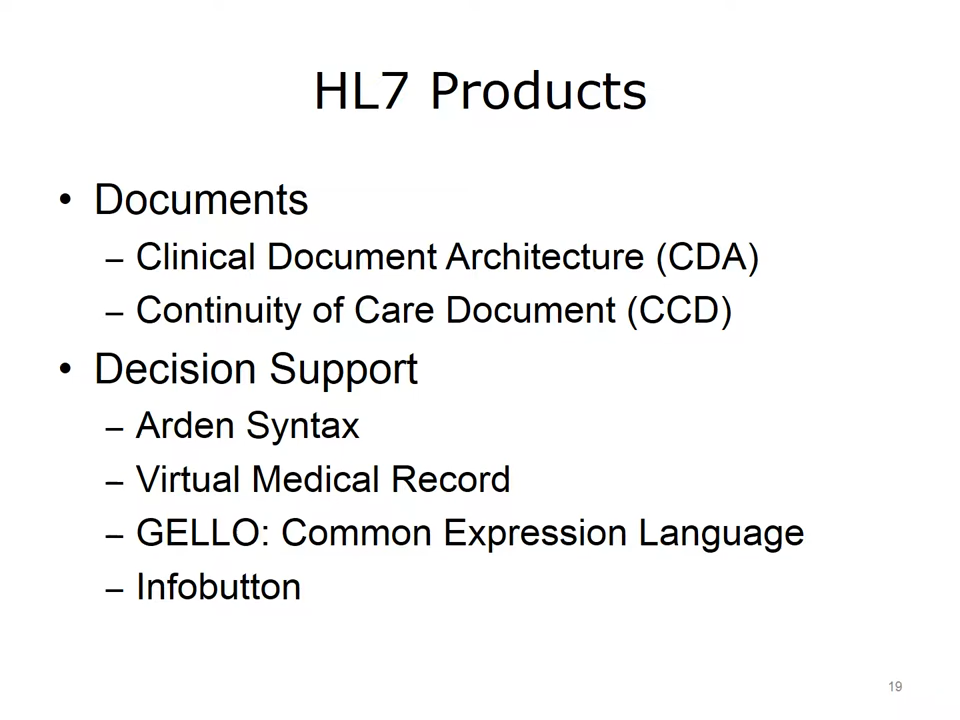 HL7 Products
• Documents
– Clinical Document Architecture (CDA)
– Continuity of Care Document (CCD)
• Decision Support
– Arden Syntax
– Virtual Medical Record
– GELLO: Common Expression Language
– Infobutton
19